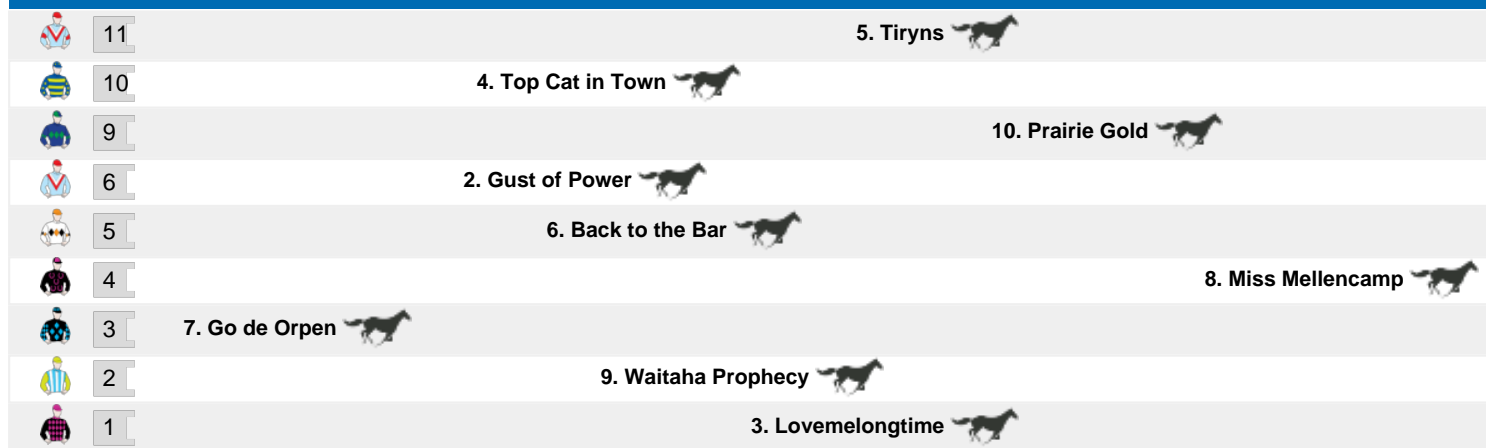 11 5. Tiryns
10 4. Top Cat in Town
9 10. Prairie Gold
6 2. Gust of Power
5 6. Back to the Bar
4 8. Miss Mellencamp
3 7. Go de Orpen
2 9. Waitaha Prophecy
1 3. Lovemelongtime